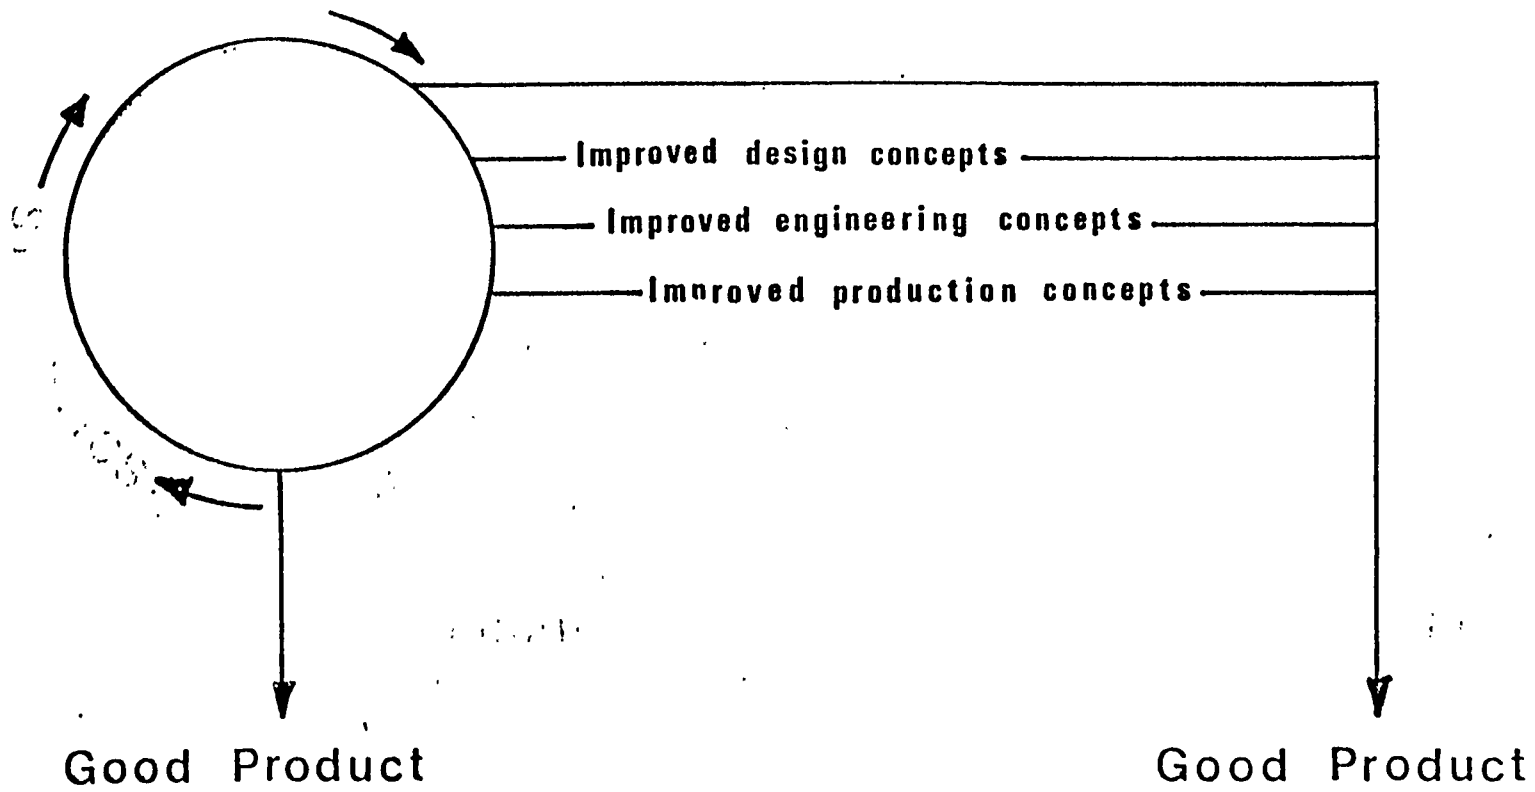 Improved design concepts
Improved engineering concepts
Imnroved production concepts
Good Product
Good Product